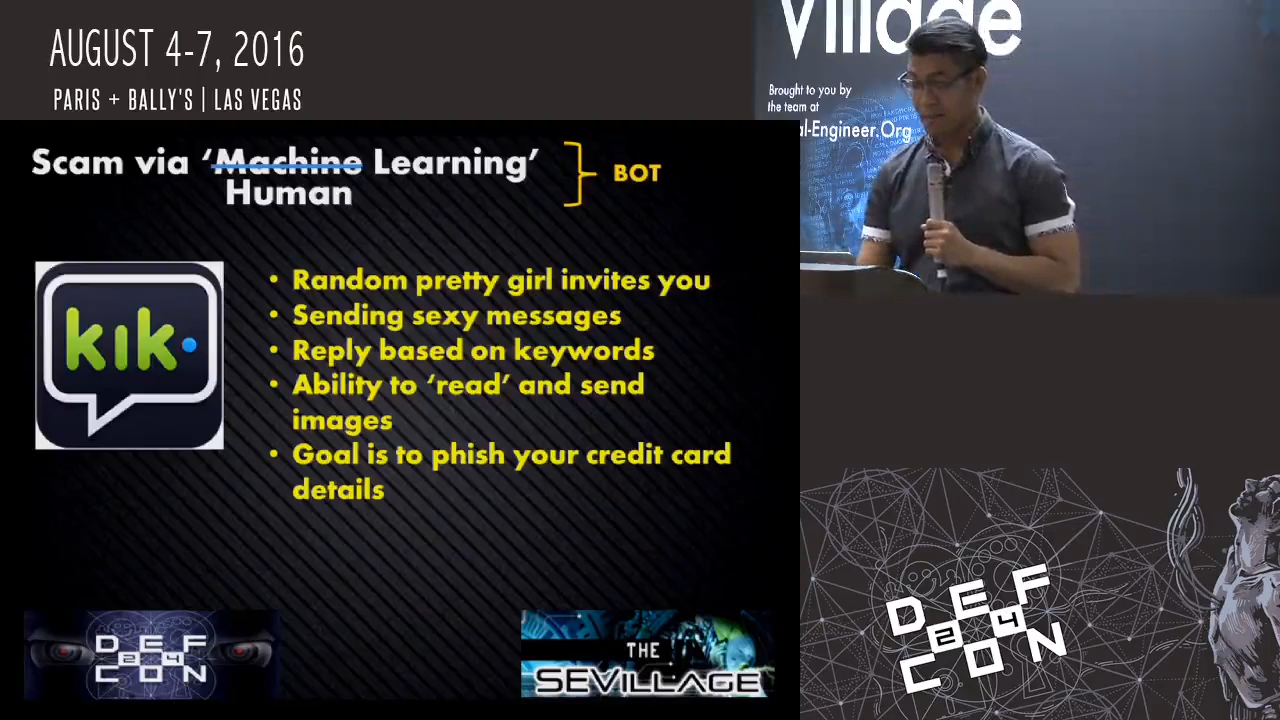 AUGUST 4-7, 2016
PARIS + BALLY'S | LAS VEGAS
Village
Brought to you by
the team at
al-Engineer.Org
Scam via ‘Machine Learning’
Human
BOT
kik
• Random pretty girl invites you
• Sending sexy messages
• Reply based on keywords
• Ability to ‘read’ and send
images
• Goal is to phish your credit card
details
DEF
24
CON
THE
SEVILLAGE
DEF
24
CON